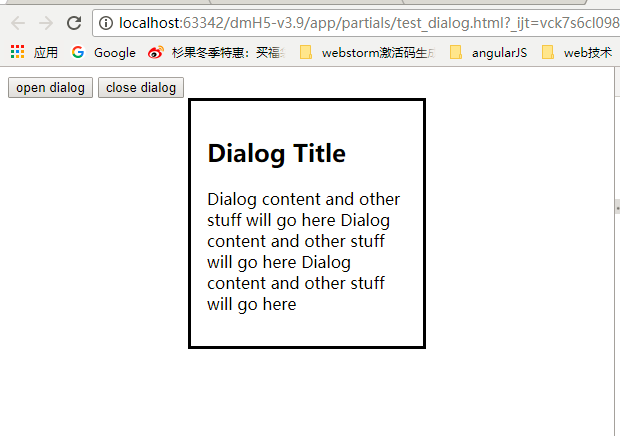 localhost:63342/dmH5-v3.9/app/partials/test_dialog.html?_ijt=vck7s6cl098
应用 Google 杉果冬季特惠：买福 webstorm激活码生成 angularJS web技术
open dialog close dialog
Dialog Title
Dialog content and other
stuff will go here Dialog
content and other stuff
will go here Dialog
content and other stuff
will go here